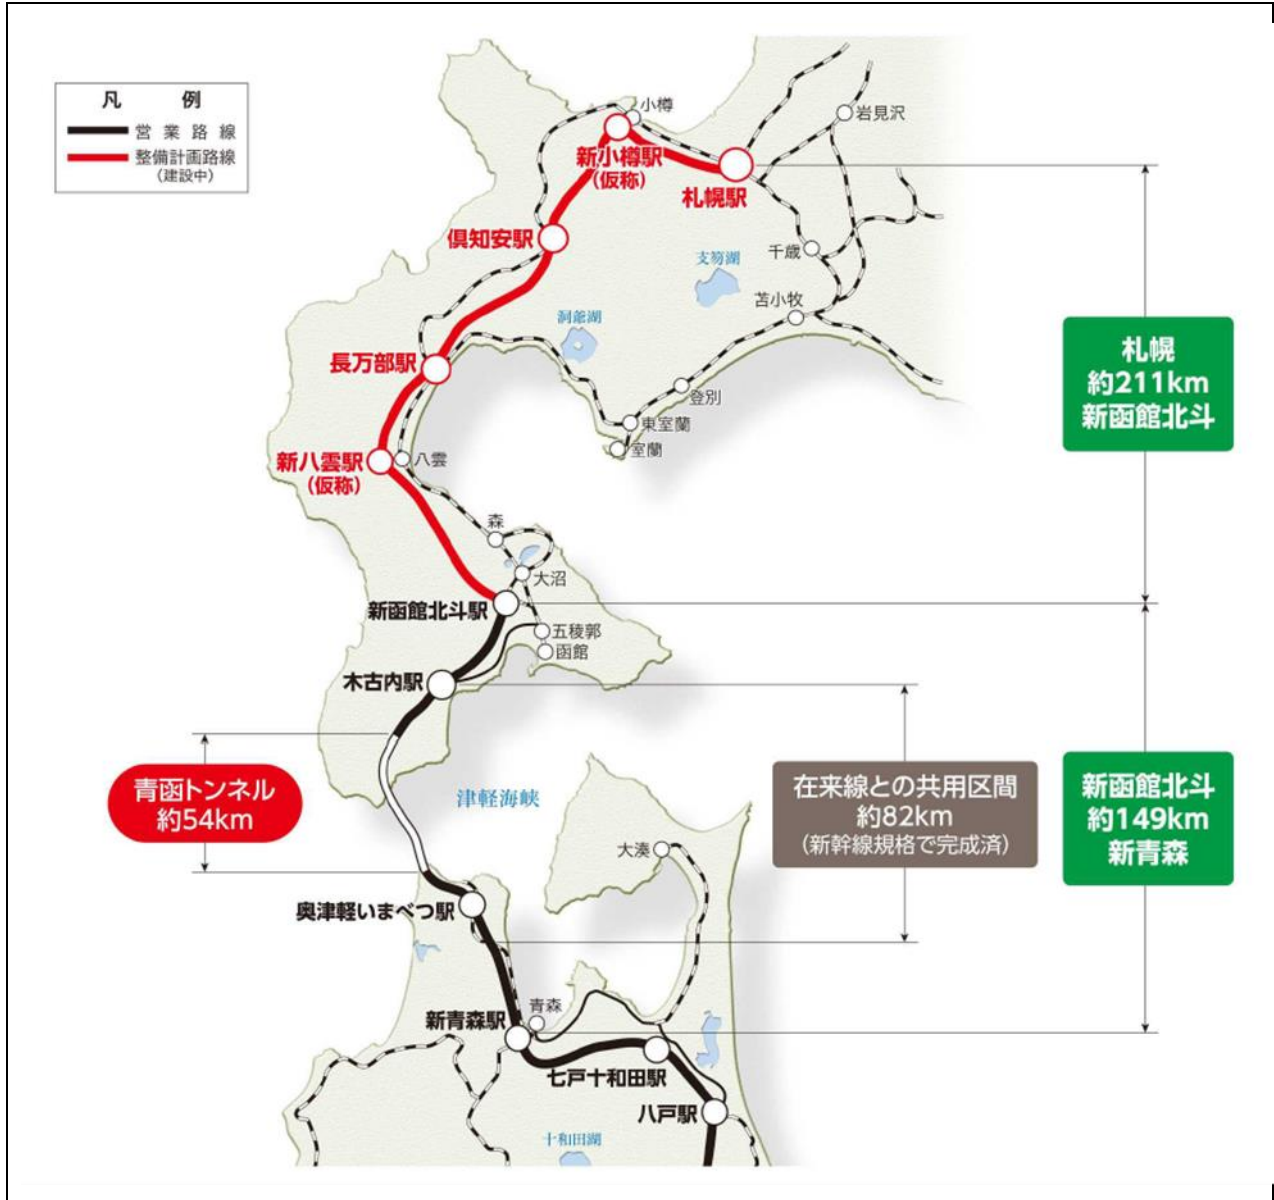 凡 例
営業路線
整備計画路線
(建設中)
小樽
岩見沢
新小樽駅
(仮称)
札幌駅
倶知安駅
千歳
支笏湖
苫小牧
洞爺湖
長万部駅
登別
東室蘭
室蘭
新八雲駅
(仮称)
八雲
森
大沼
新函館北斗駅
五稜郭
函館
木古内駅
札幌
約211km
新函館北斗
青函トンネル
約54km
津軽海峡
在来線との共用区間
約82km
(新幹線規格で完成済)
新函館北斗
約149km
新青森
大湊
奥津軽いまべつ駅
青森
新青森駅
七戸十和田駅
八戸駅
十和田湖